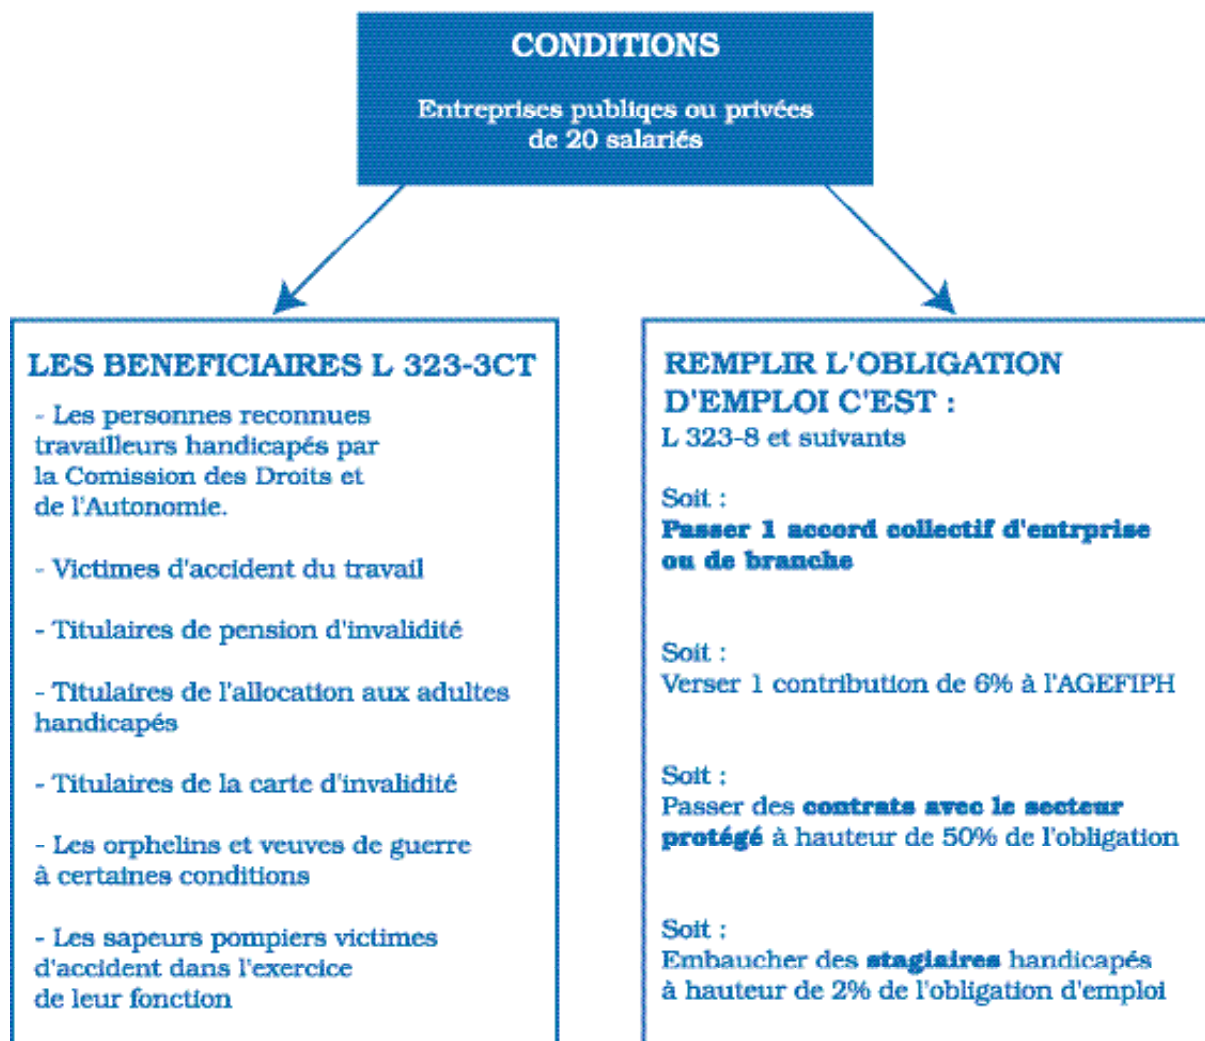 CONDITIONS
Entreprises publiqes ou privées
de 20 salariés
LES BENEFICIAIRES L 323-3CT
- Les personnes reconnues
travailleurs handicapés par
la Comission des Droits et
de l'Autonomie.
- Victimes d'accident du travail
- Titulaires de pension d'invalidité
- Titulaires de l'allocation aux adultes
handicapés
- Titulaires de la carte d'invalidité
- Les orphelins et veuves de guerre
à certaines conditions
- Les sapeurs pompiers victimes
d'accident dans l'exercice
de leur fonction
REMPLIR L'OBLIGATION
D'EMPLOI C'EST :
L 323-8 et suivants
Soit :
Passer 1 accord collectif d'entrprise
ou de branche
Soit :
Verser 1 contribution de 6% à l'AGEFIPH
Soit :
Passer des contrats avec le secteur
protégé à hauteur de 50% de l'obligation
Soit :
Embaucher des stagiaires handicapés
à hauteur de 2% de l'obligation d'emploi